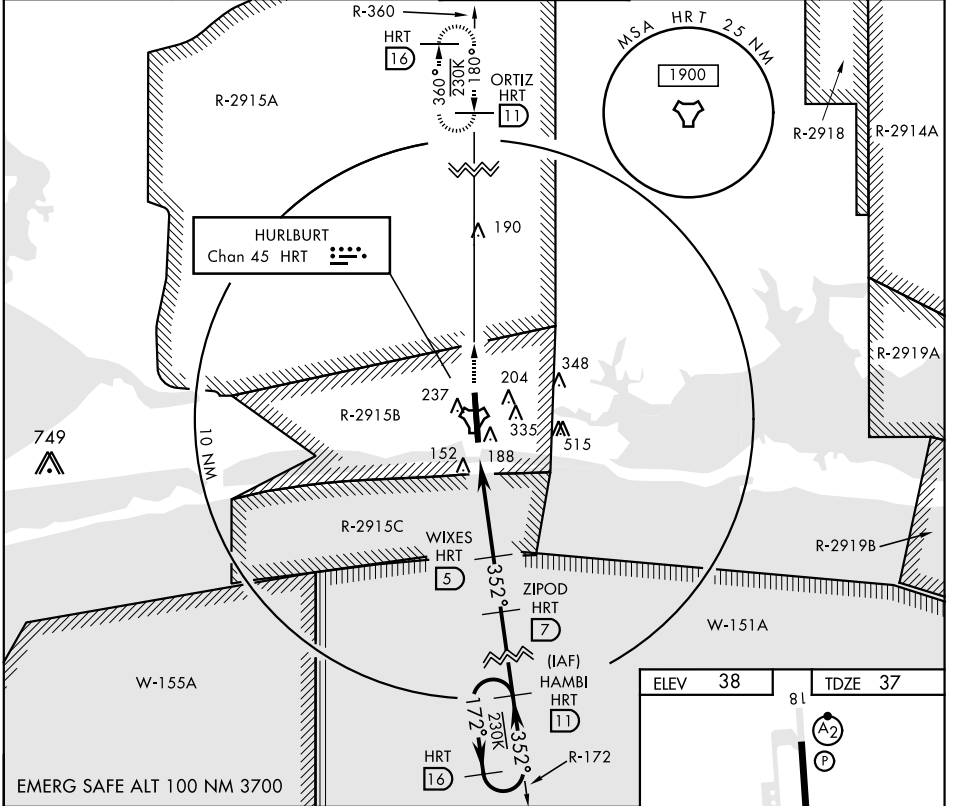 R-360
HRT
16
360°
230K
180°
ORTIZ
HRT
11
MSA HRT 25 NM
1900
R-2915A
R-2918
R-2914A
190
HURLBURT
Chan 45 HRT
R-2919A
348
204
237
R-2915B
335
515
749
10 NM
152
188
R-2915C
WIXES
HRT
5
R-2919B
352°
ZIPOD
HRT
7
W-151A
(IAF)
HAMBI
HRT
11
W-155A
172°
230K
352°
HRT
16
R-172
ELEV 38
TDZE 37
18
A2
P
EMERG SAFE ALT 100 NM 3700